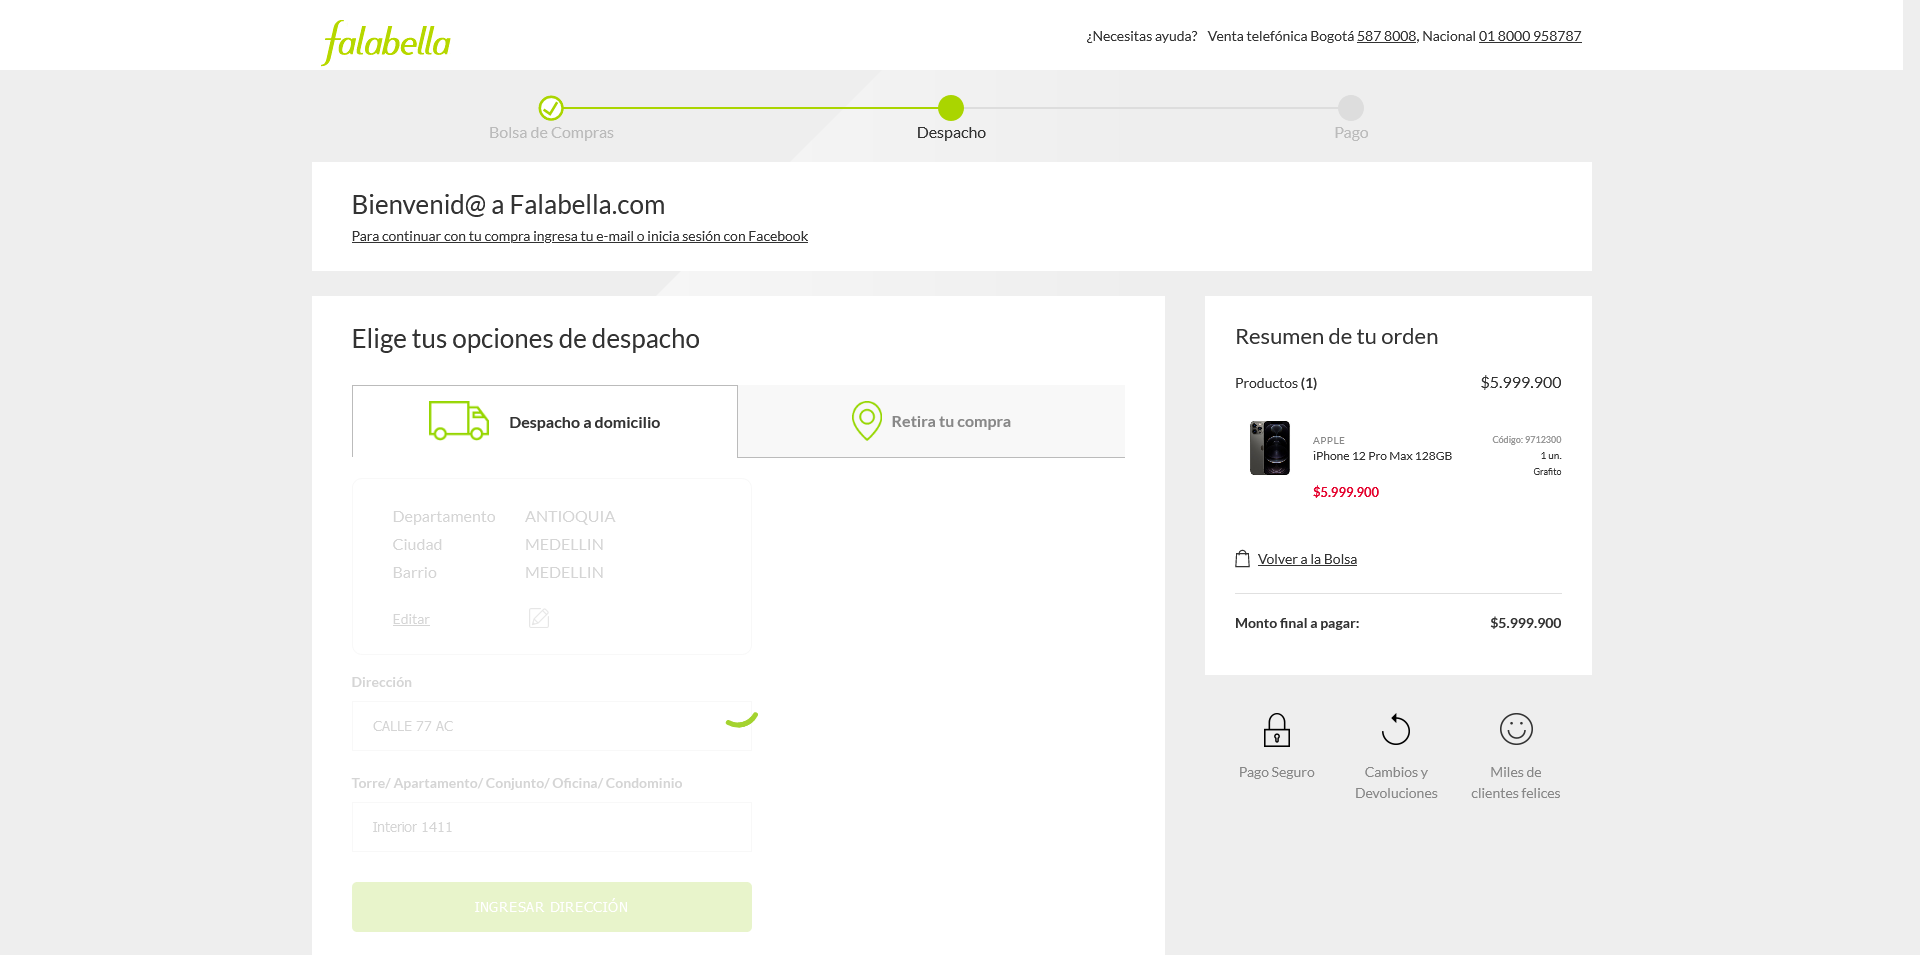 falabella
¿Necesitas ayuda? Venta telefónica Bogotá 587 8008, Nacional 01 8000 958787
Bolsa de Compras
Despacho
Pago
Bienvenid@ a Falabella.com
Para continuar con tu compra ingresa tu e-mail o inicia sesión con Facebook
Elige tus opciones de despacho
Despacho a domicilio
Retira tu compra
Departamento ANTIOQUIA
Ciudad MEDELLIN
Barrio MEDELLIN
Editar
Dirección
CALLE 77 AC
Torre/ Apartamento/ Conjunto/ Oficina/ Condominio
Interior 1411
INGRESAR DIRECCIÓN
Resumen de tu orden
Productos (1) $5.999.900
APPLE
iPhone 12 Pro Max 128GB
$5.999.900
Código: 9712300
1 un.
Grafito
Volver a la Bolsa
Monto final a pagar: $5.999.900
Pago Seguro
Cambios y
Devoluciones
Miles de
clientes felices